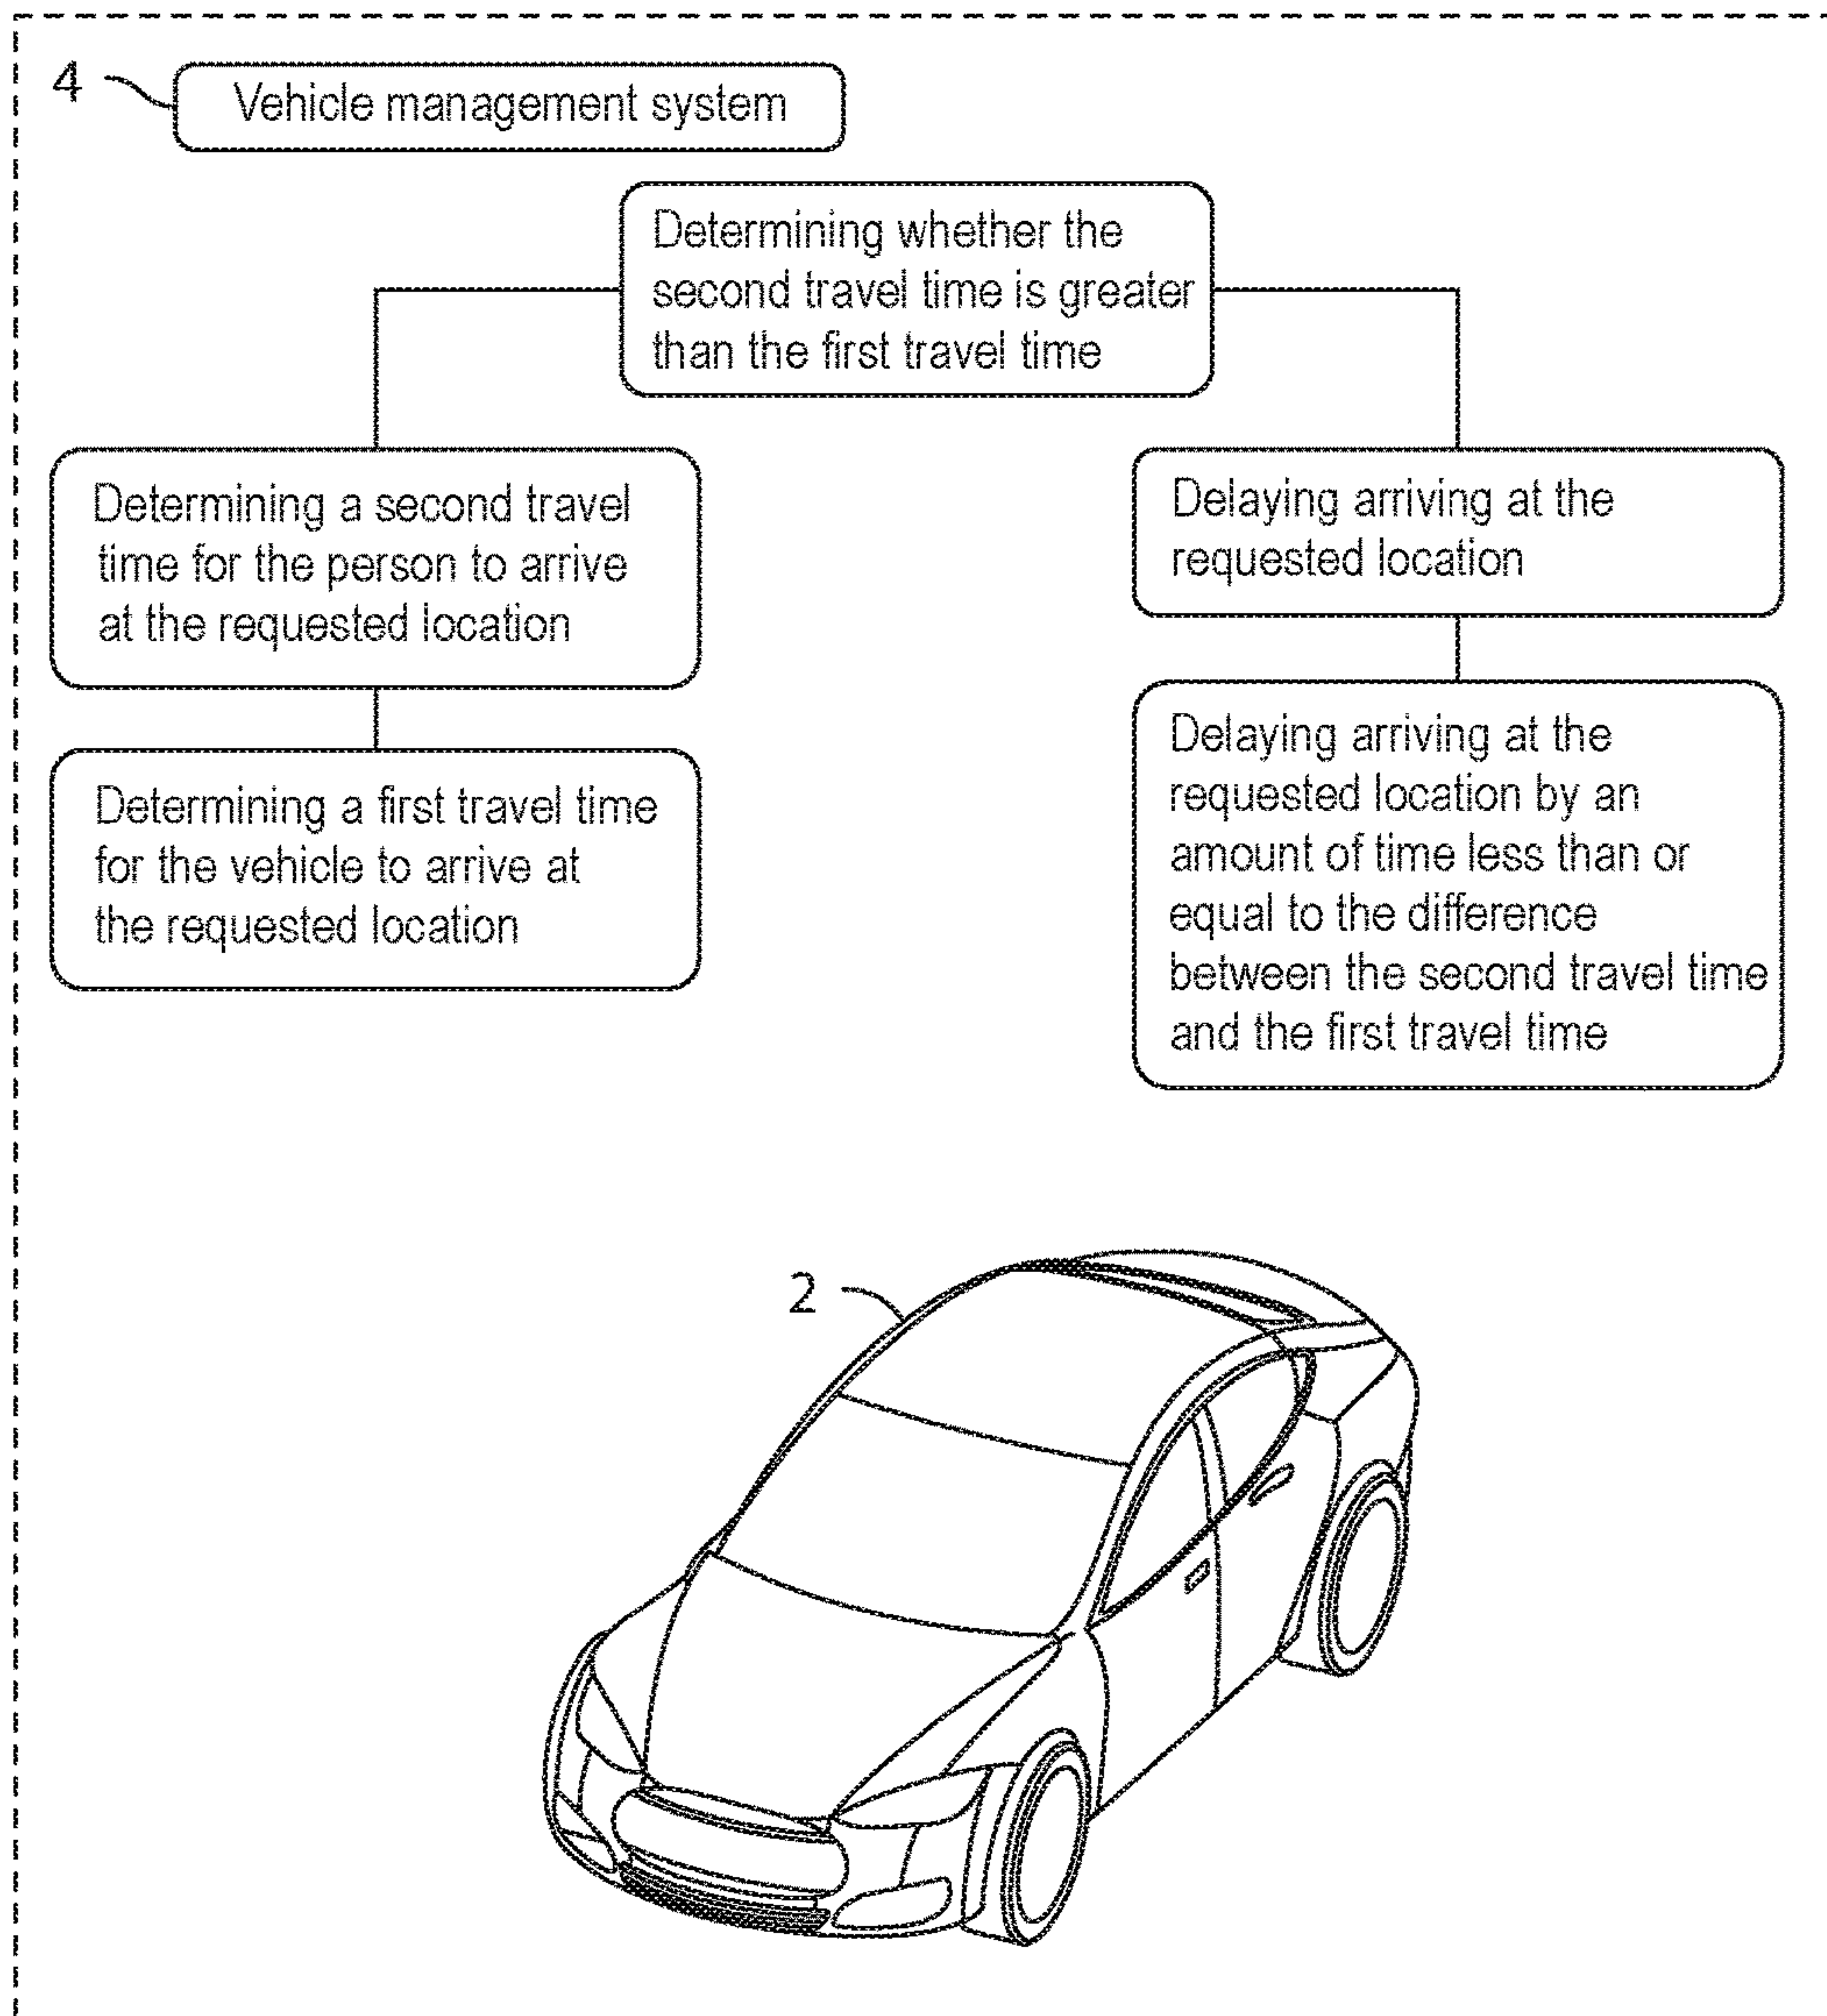 4
Vehicle management system
Determining whether the
second travel time is greater
than the first travel time
Determining a second travel
time for the person to arrive
at the requested location
Determining a first travel time
for the vehicle to arrive at
the requested location
Delaying arriving at the
requested location
Delaying arriving at the
requested location by an
amount of time less than or
equal to the difference
between the second travel time
and the first travel time
2